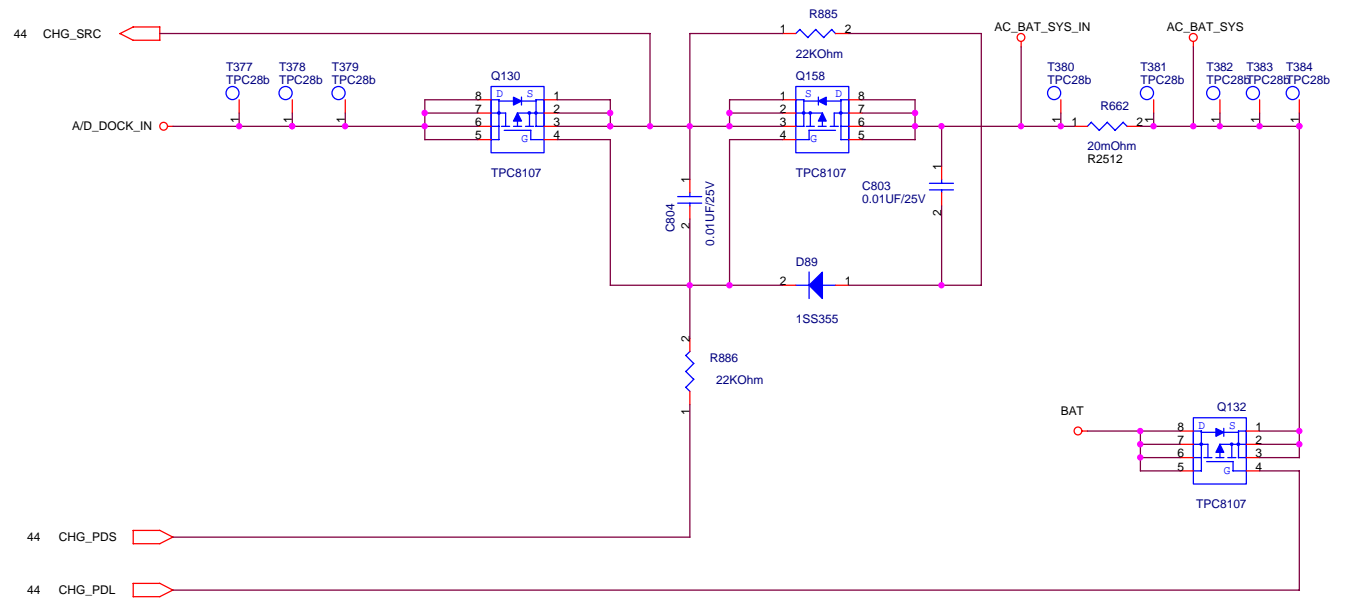 R885
1 2
22KOhm
44 CHG_SRC
AC_BAT_SYS_IN
AC_BAT_SYS
T377
TPC28b
1
T378
TPC28b
1
T379
TPC28b
1
Q130
8 D S 1
7 2
6 3
5 G 4
TPC8107
Q158
1 S D 8
2 7
3 6
4 G 5
TPC8107
T380
TPC28b
1
T381
TPC28b
1
T382
TPC28b
1
T383
TPC28b
1
T384
TPC28b
1
A/D_DOCK_IN
R662
1 2
20mOhm
R2512
1
C804
0.01UF/25V
2
C803
0.01UF/25V
1
2
D89
2 1
1SS355
2
R886
22KOhm
1
BAT
Q132
8 D S 1
7 2
6 3
5 G 4
TPC8107
44 CHG_PDS
44 CHG_PDL